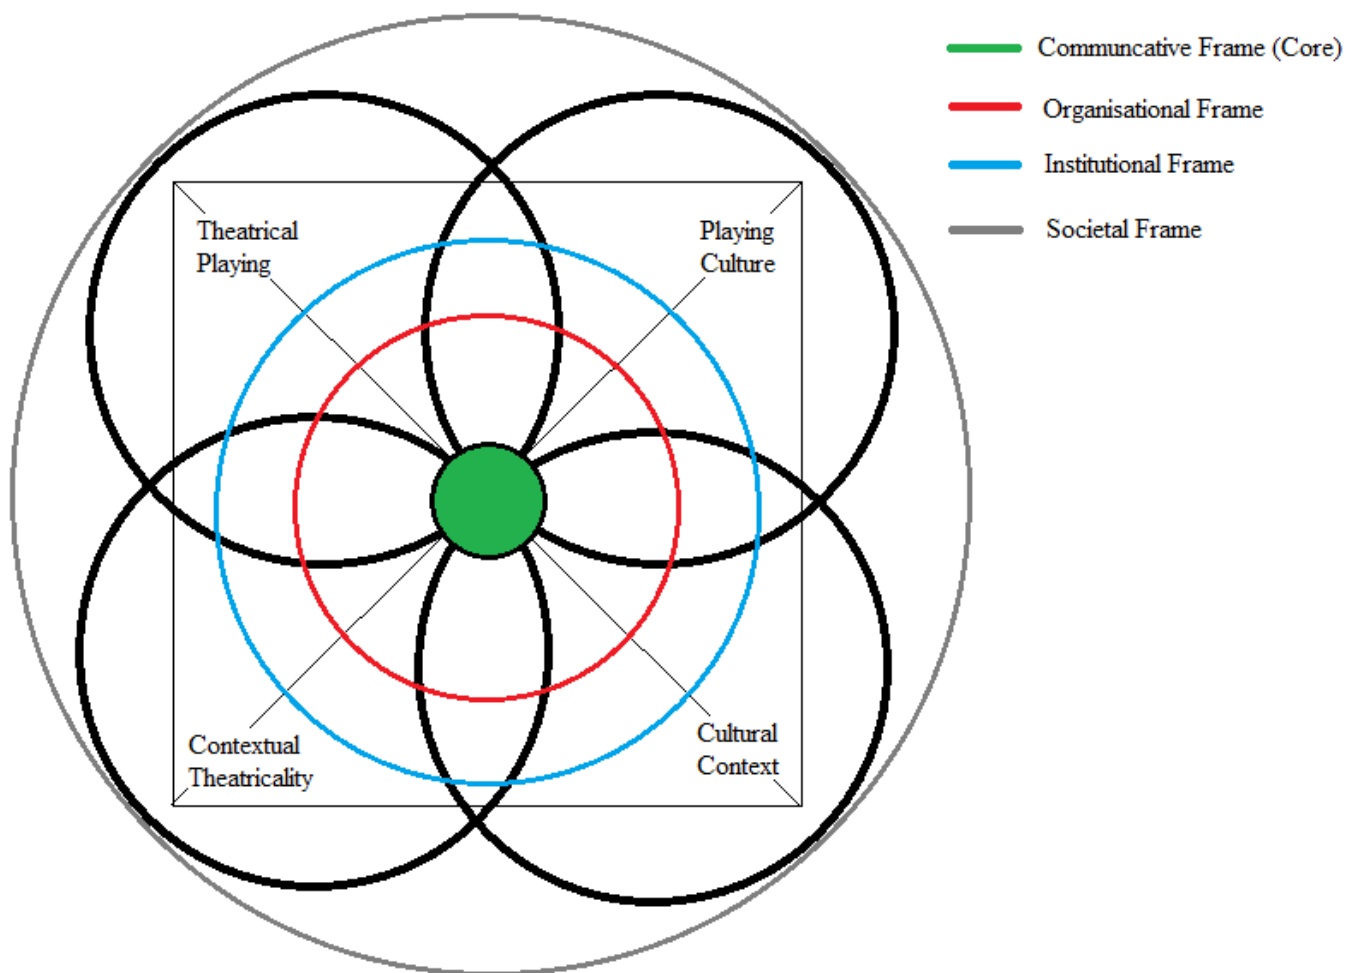 Communcative Frame (Core)
Organisational Frame
Institutional Frame
Societal Frame
Theatrical
Playing
Playing
Culture
Contextual
Theatricality
Cultural
Context